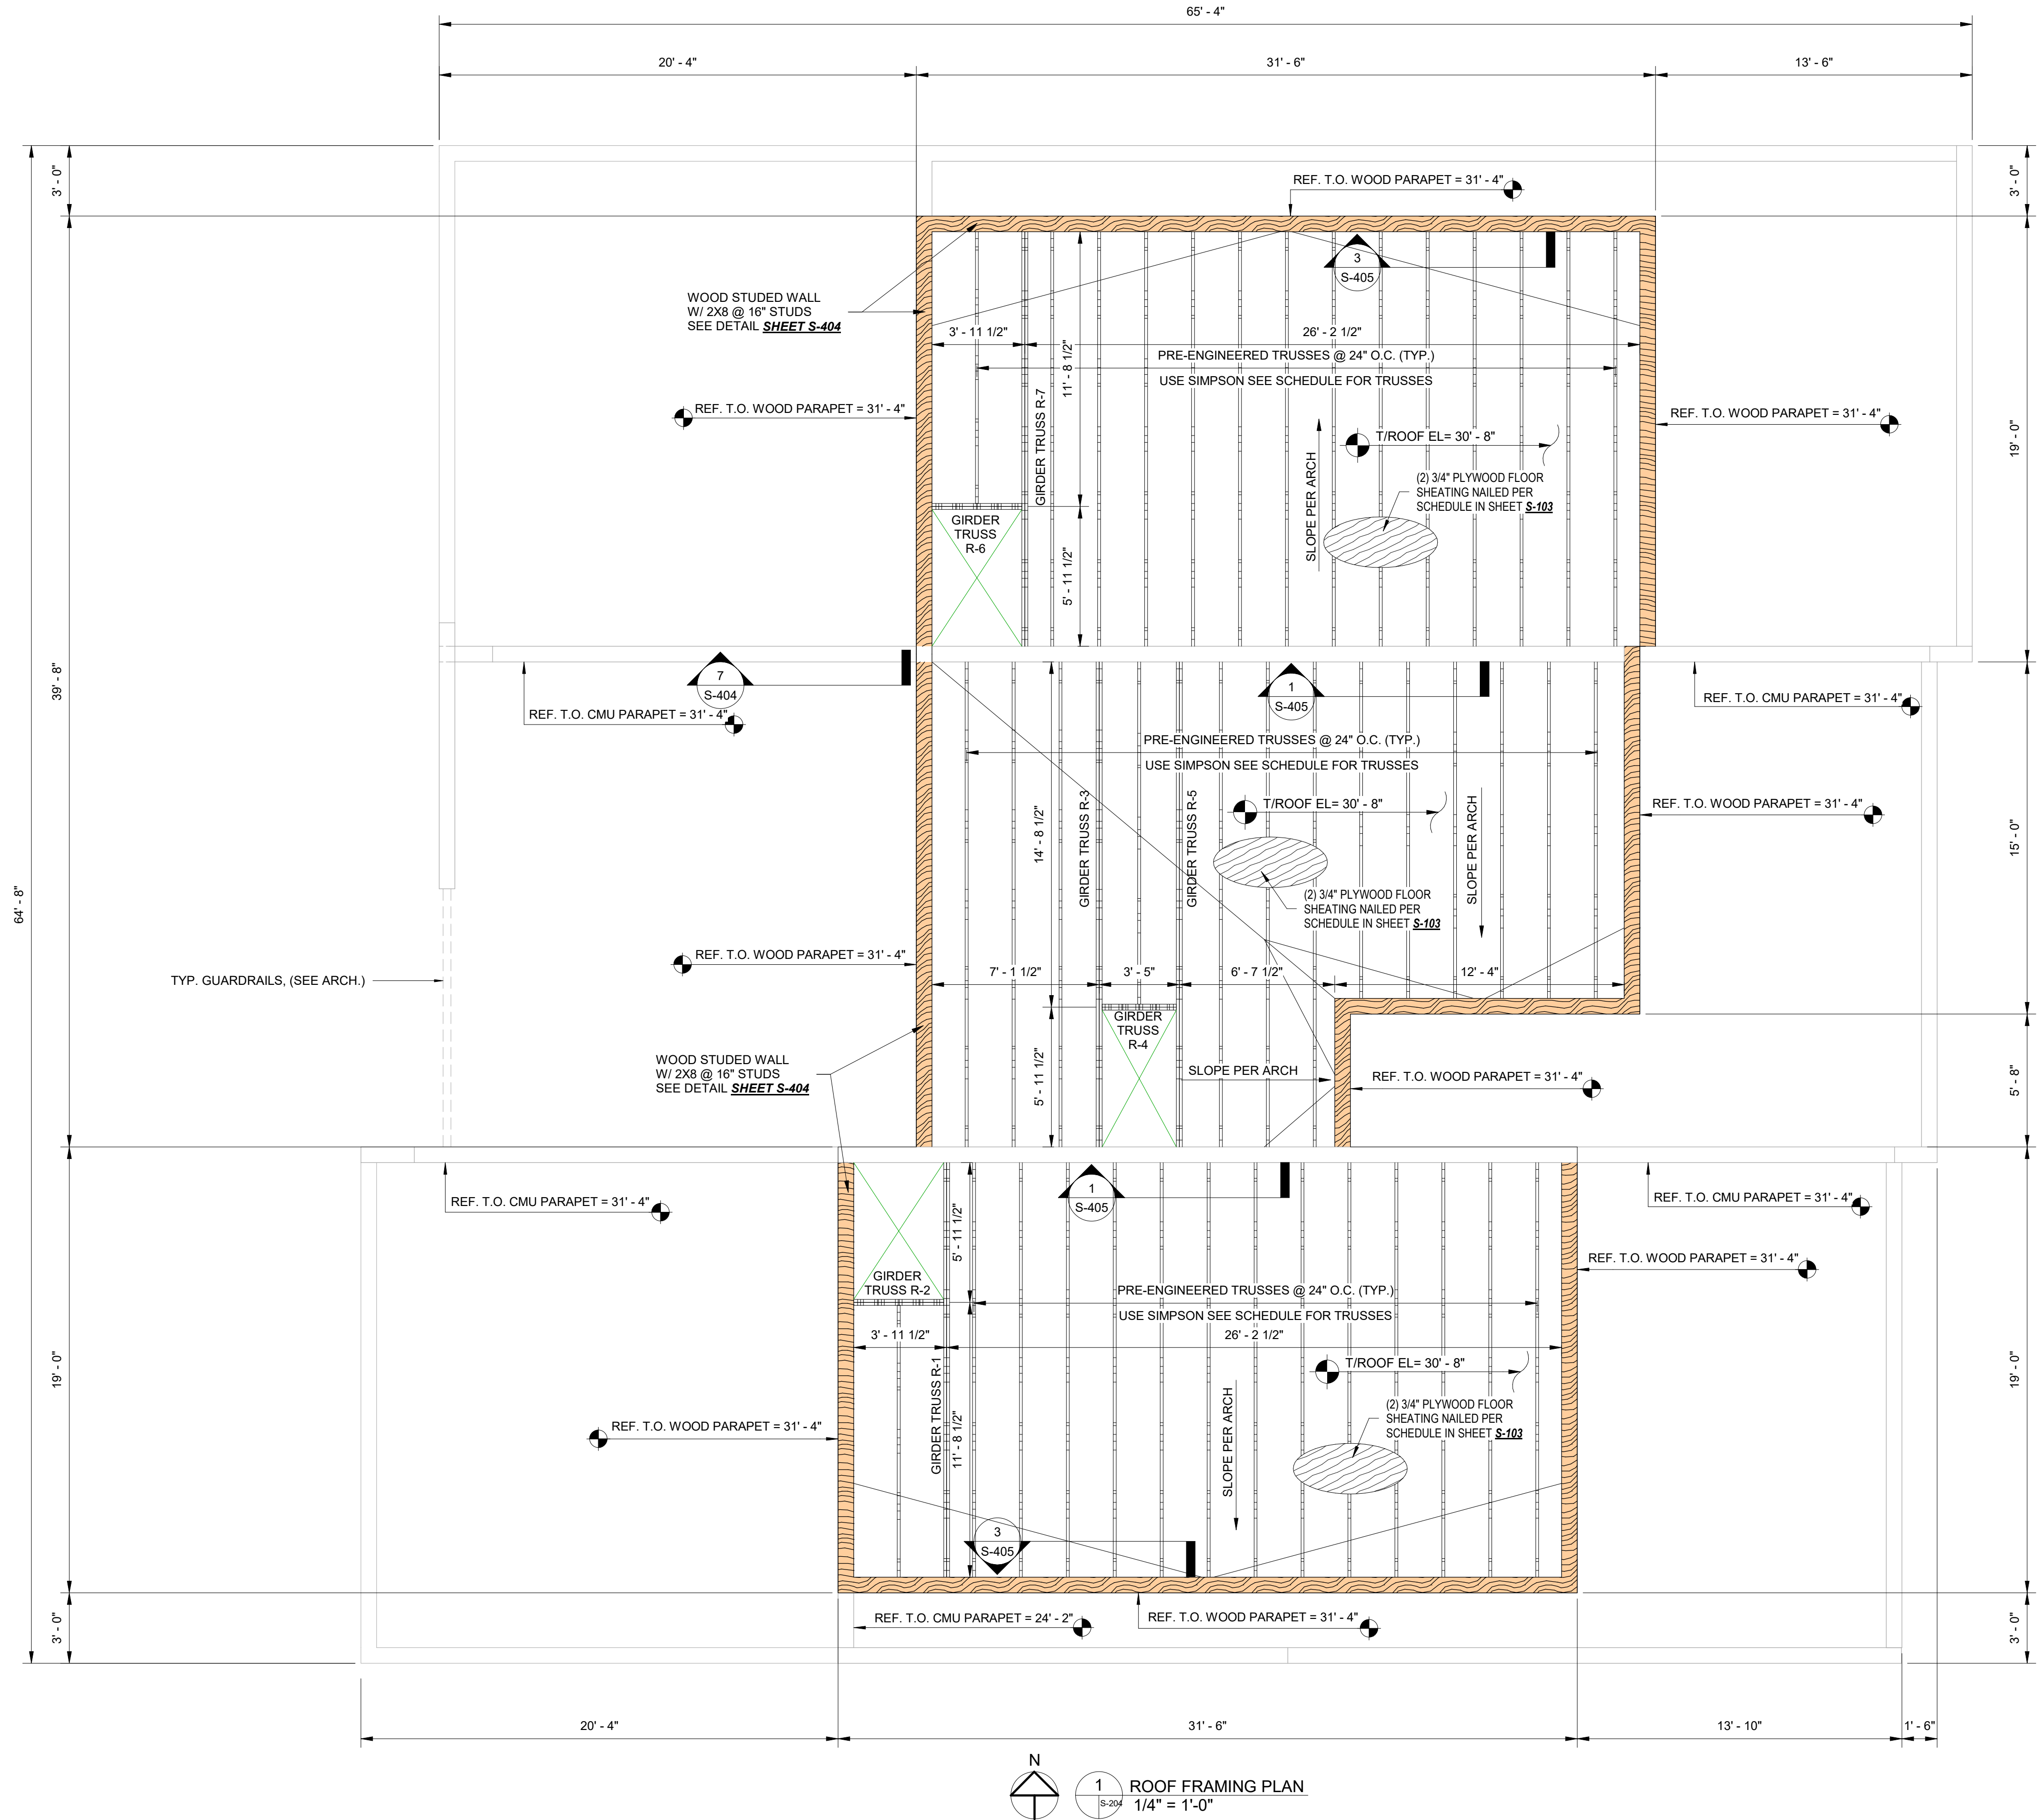 65' - 4"
20' - 4"
31' - 6"
13' - 6"
3' - 0"
3' - 0"
REF. T.O. WOOD PARAPET = 31' - 4"
3
S-405
WOOD STUDED WALL
W/ 2X8 @ 16" STUDS
SEE DETAIL SHEET S-404
3' - 11 1/2"
26' - 2 1/2"
11' - 8 1/2"
GIRDER TRUSS R-7
PRE-ENGINEERED TRUSSES @ 24" O.C. (TYP.)
USE SIMPSON SEE SCHEDULE FOR TRUSSES
REF. T.O. WOOD PARAPET = 31' - 4"
REF. T.O. WOOD PARAPET = 31' - 4"
T/ROOF EL= 30' - 8"
19' - 0"
SLOPE PER ARCH
(2) 3/4" PLYWOOD FLOOR
SHEATING NAILED PER
SCHEDULE IN SHEET S-103
GIRDER
TRUSS
R-6
5' - 11 1/2"
39' - 8"
7
S-404
1
S-405
REF. T.O. CMU PARAPET = 31' - 4"
REF. T.O. CMU PARAPET = 31' - 4"
PRE-ENGINEERED TRUSSES @ 24" O.C. (TYP.)
USE SIMPSON SEE SCHEDULE FOR TRUSSES
T/ROOF EL= 30' - 8"
REF. T.O. WOOD PARAPET = 31' - 4"
14' - 8 1/2"
GIRDER TRUSS R-3
GIRDER TRUSS R-5
SLOPE PER ARCH
15' - 0"
64' - 8"
(2) 3/4" PLYWOOD FLOOR
SHEATING NAILED PER
SCHEDULE IN SHEET S-103
REF. T.O. WOOD PARAPET = 31' - 4"
TYP. GUARDRAILS, (SEE ARCH.)
7' - 1 1/2"
3' - 5"
6' - 7 1/2"
12' - 4"
GIRDER
TRUSS
R-4
5' - 11 1/2"
WOOD STUDED WALL
W/ 2X8 @ 16" STUDS
SEE DETAIL SHEET S-404
SLOPE PER ARCH
REF. T.O. WOOD PARAPET = 31' - 4"
5' - 8"
1
S-405
REF. T.O. CMU PARAPET = 31' - 4"
REF. T.O. CMU PARAPET = 31' - 4"
5' - 11 1/2"
REF. T.O. WOOD PARAPET = 31' - 4"
GIRDER
TRUSS R-2
PRE-ENGINEERED TRUSSES @ 24" O.C. (TYP.)
USE SIMPSON SEE SCHEDULE FOR TRUSSES
3' - 11 1/2"
26' - 2 1/2"
19' - 0"
19' - 0"
T/ROOF EL= 30' - 8"
GIRDER TRUSS R-1
11' - 8 1/2"
SLOPE PER ARCH
(2) 3/4" PLYWOOD FLOOR
SHEATING NAILED PER
SCHEDULE IN SHEET S-103
REF. T.O. WOOD PARAPET = 31' - 4"
3
S-405
3' - 0"
3' - 0"
REF. T.O. CMU PARAPET = 24' - 2"
REF. T.O. WOOD PARAPET = 31' - 4"
20' - 4"
31' - 6"
13' - 10"
1' - 6"
N
1
S-204
ROOF FRAMING PLAN
1/4" = 1'-0"